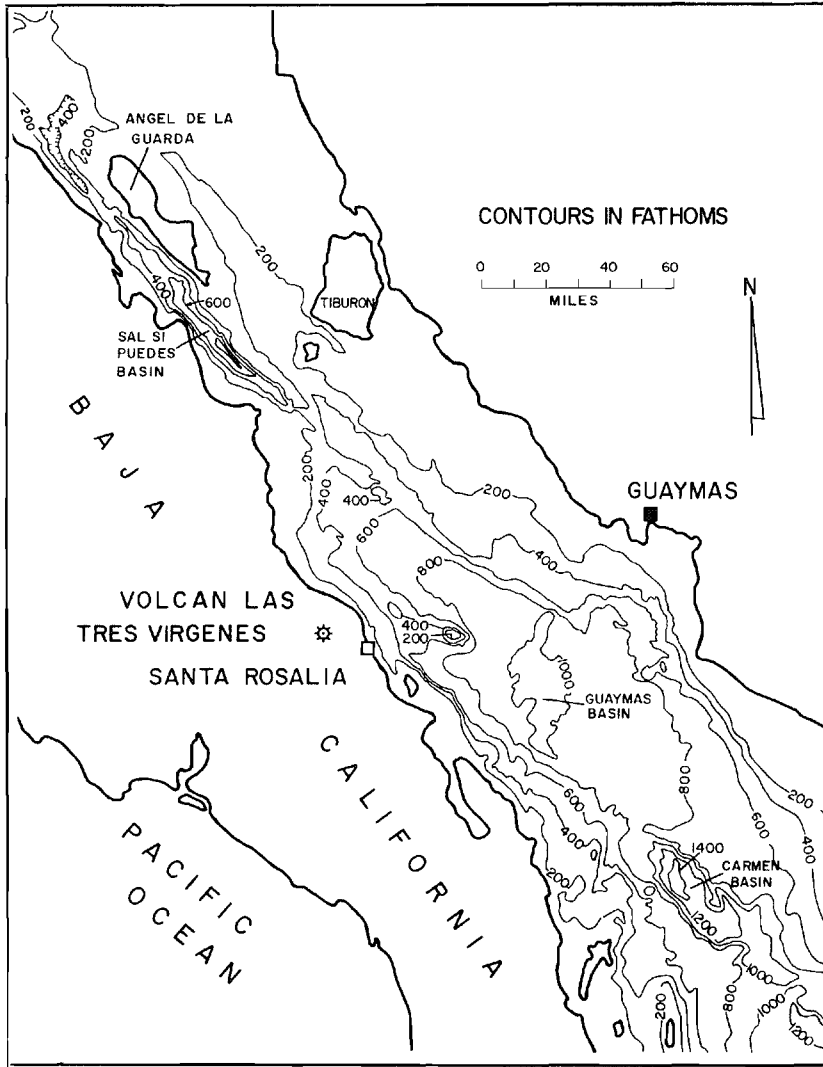 ANGEL DE LA
GUARDA
200
400
200
200
CONTOURS IN FATHOMS
0 20 40 60
MILES
N
TIBURON
400
600
SAL SI
PUEDES
BASIN
BAJA
200
400
400
200
GUAYMAS
600
400
800
VOLCAN LAS
TRES VIRGENES
400
200
SANTA ROSALIA
1000
GUAYMAS
BASIN
CALIFORNIA
800
200
600
400
600
400
200
1400
CARMEN
BASIN
PACIFIC
OCEAN
1200
1000
800
200
1000
1200